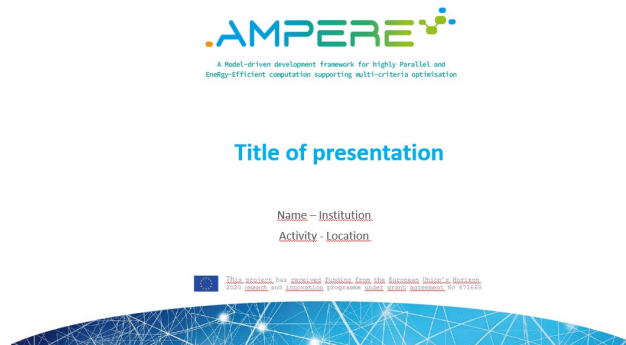 AMPERE
A Model-driven development framework for highly Parallel and
EneRgy-Efficient computation supporting multi-criteria optimisation
Title of presentation
Name – Institution
Activity - Location
This project has received funding from the European Union's Horizon
2020 research and innovation programme under grant agreement No 871669